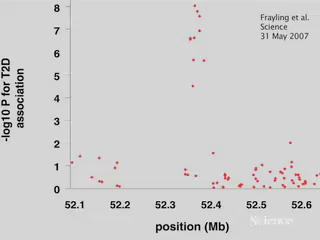 8
7
6
5
4
3
2
1
0
-log10 P for T2D
association
Frayling et al.
Science
31 May 2007
52.1 52.2 52.3 52.4 52.5 52.6
position (Mb)
Science